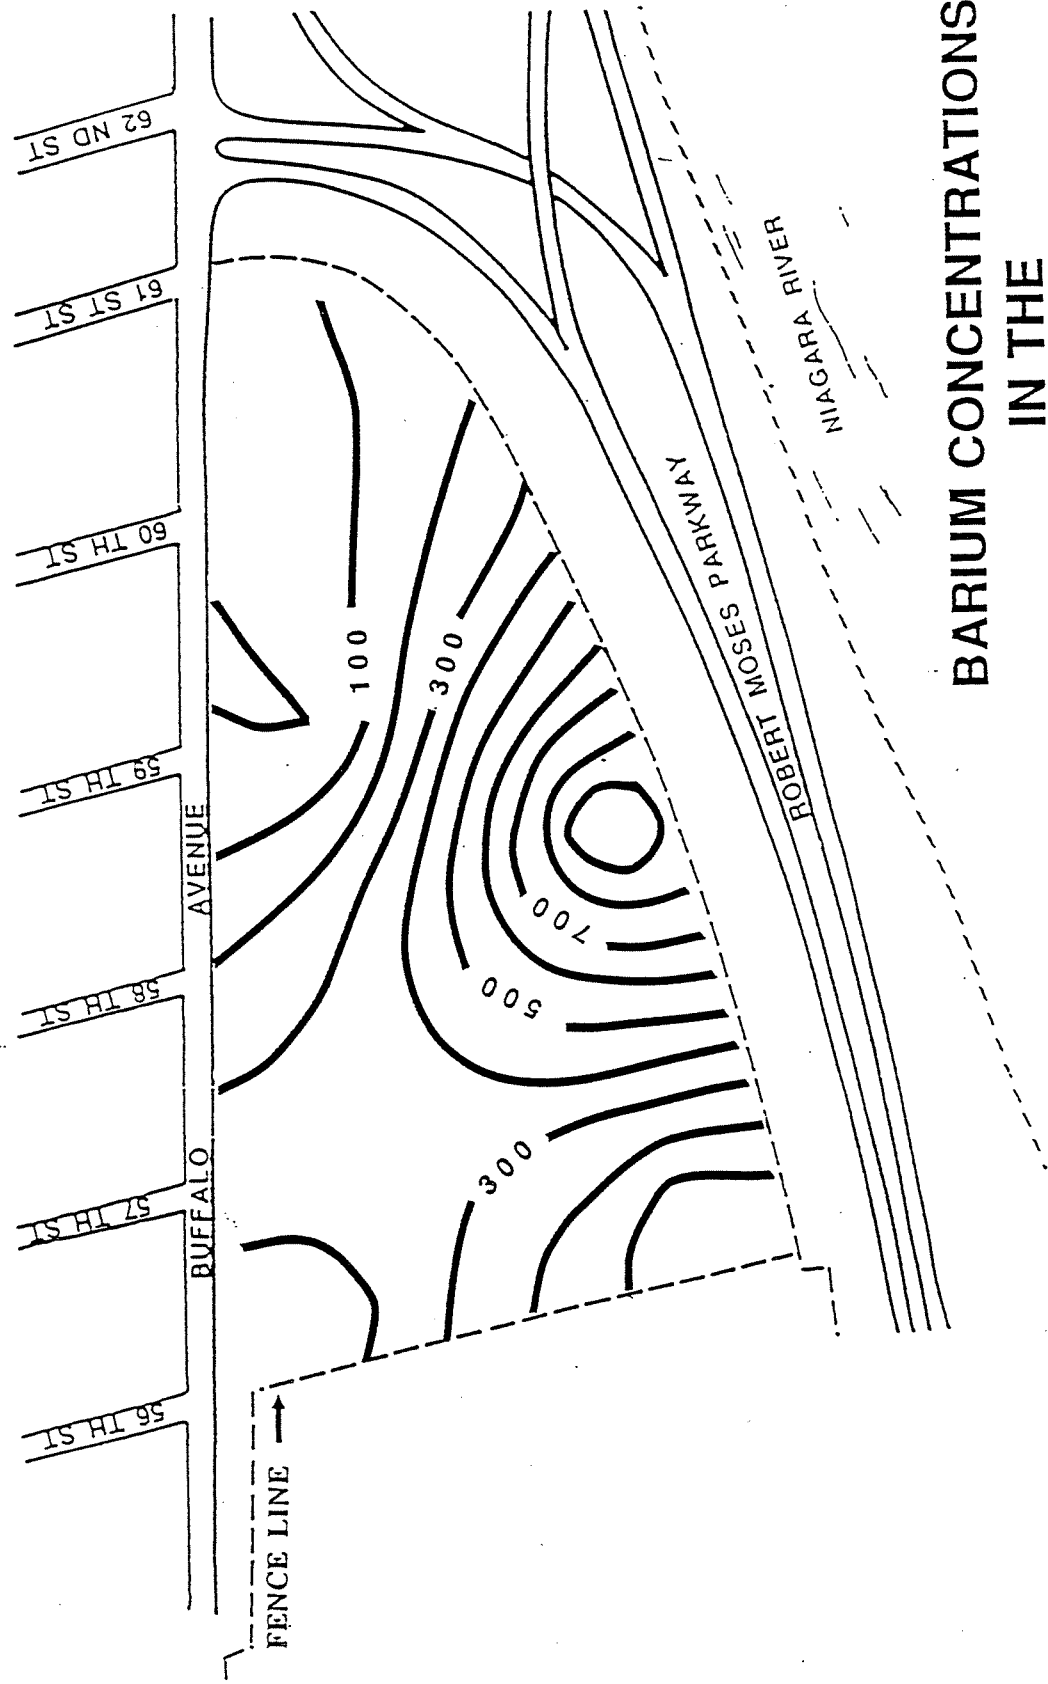 62 ND ST
61 ST ST
60 TH ST
59 TH ST
58 TH ST
57 TH ST
56 TH ST
BUFFALO AVENUE
FENCE LINE
100
300
700
500
300
ROBERT MOSES PARKWAY
NIAGARA RIVER
BARIUM CONCENTRATIONS
IN THE